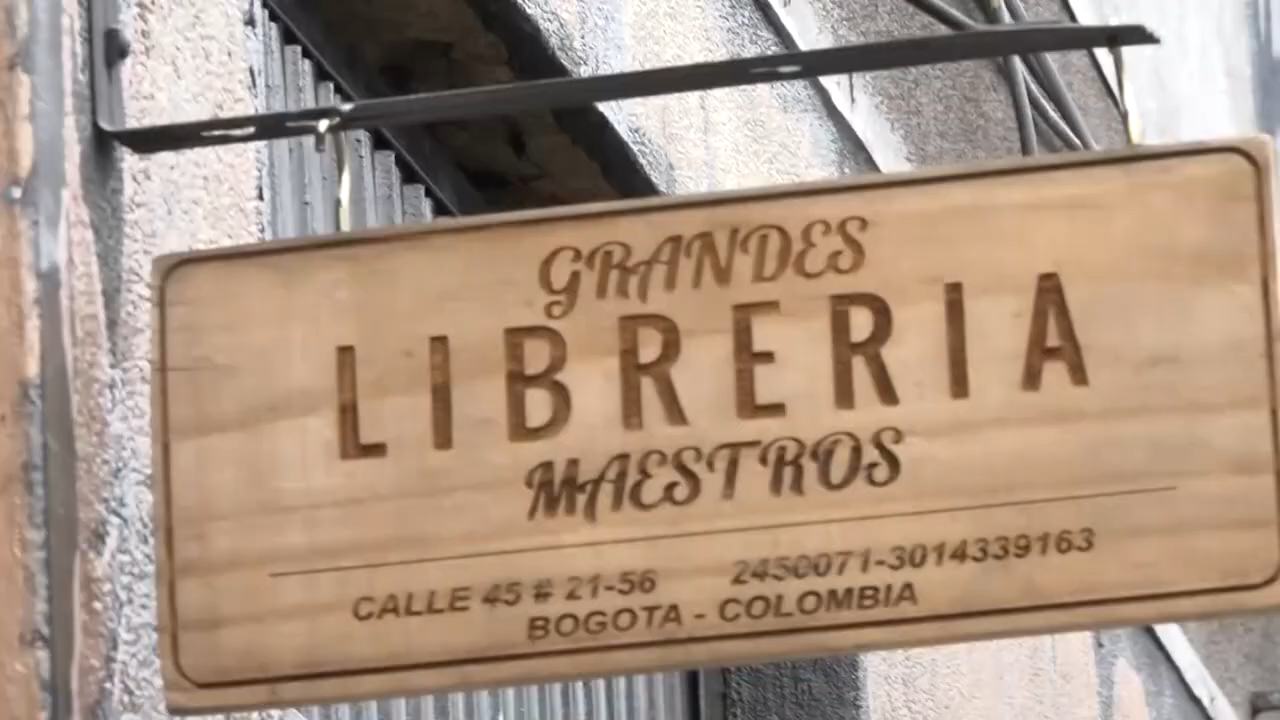 GRANDES
LIBRERIA
MAESTROS
CALLE 45 # 21-56 2450071-3014339163
BOGOTA - COLOMBIA